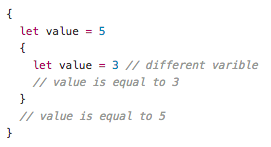 {
  let value = 5
  {
    let value = 3 // different varible
    // value is equal to 3
  }
  // value is equal to 5
}